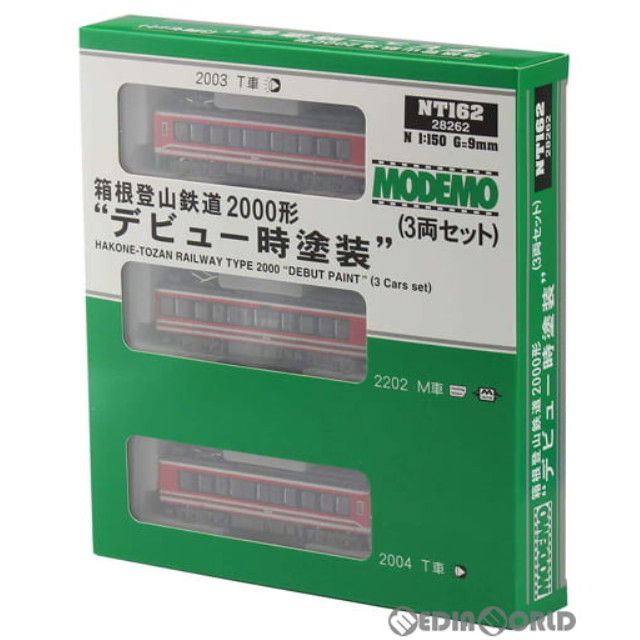 2003 T車
NT162
28262
N 1:150 G=9mm
MODEMO
箱根登山鉄道2000形
“デビュー時塗装”
(3両セット)
HAKONE-TOZAN RAILWAY TYPE 2000 “DEBUT PAINT” (3 Cars set)
2202 M車
2004 T車
NT162
28262
箱根登山鉄道2000形
“デビュー時塗装”
(3両セット)
MODEMO
MEDIAWORLD